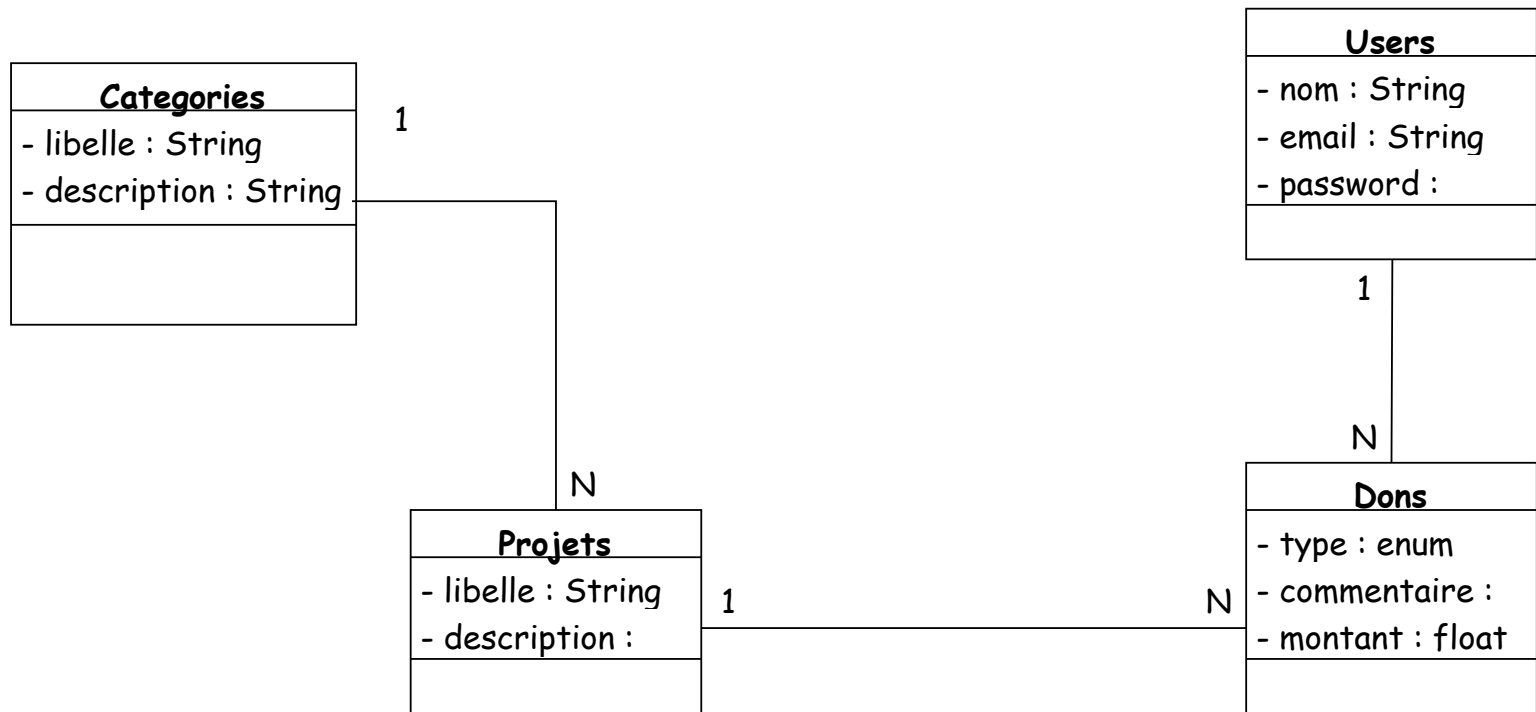 Categories
- libelle : String
- description : String
1
Users
- nom : String
- email : String
- password :
1
N
N
Projets
- libelle : String
- description :
1
N
Dons
- type : enum
- commentaire :
- montant : float